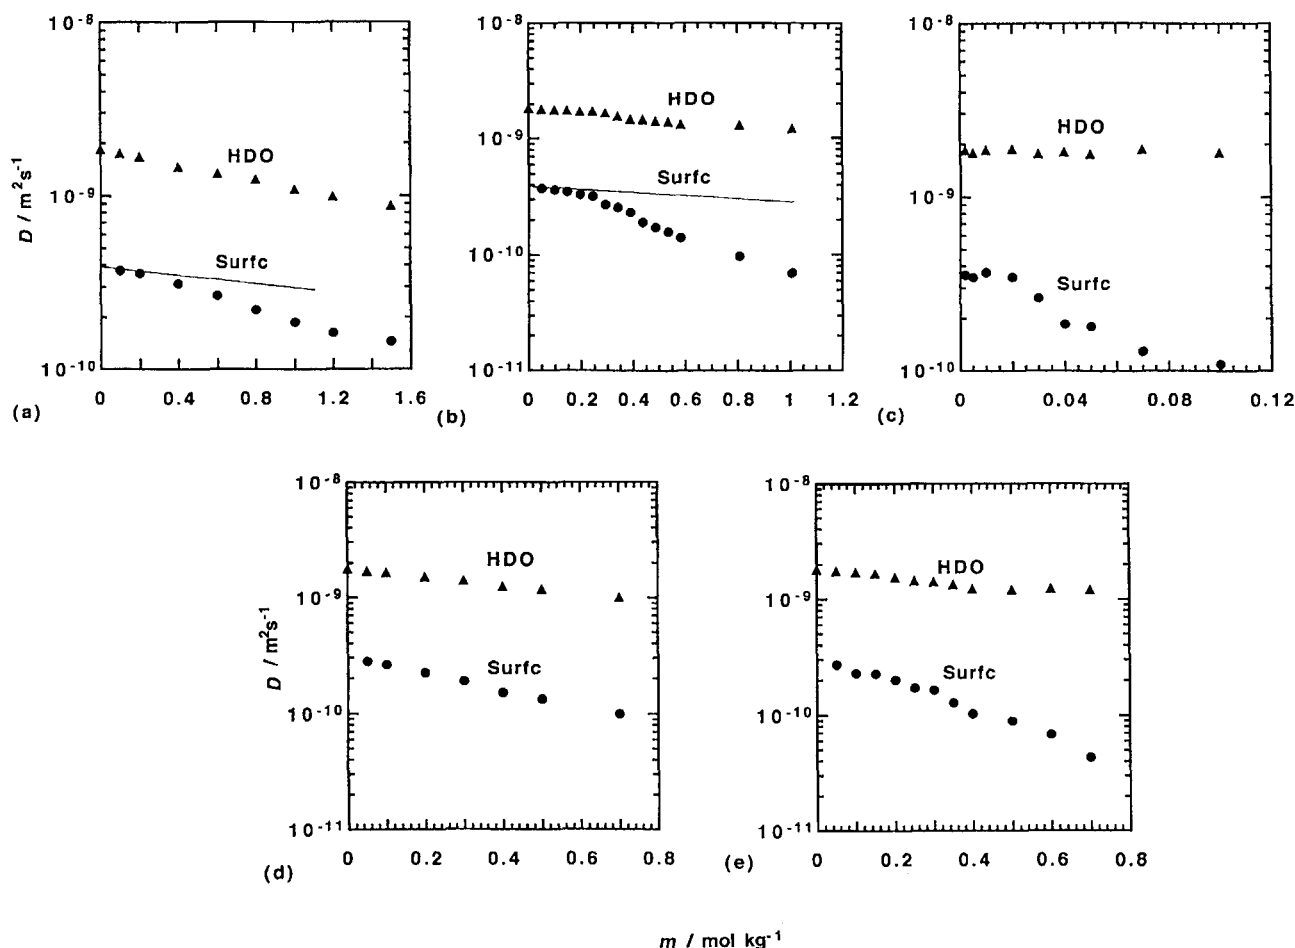 10-8
10-9
10-10
D / m2s-1
HDO
Surfc
0 0.4 0.8 1.2 1.6
(a)
10-8
10-9
10-10
10-11
HDO
Surfc
0 0.2 0.4 0.6 0.8 1 1.2
(b)
10-8
10-9
10-10
HDO
Surfc
0 0.04 0.08 0.12
(c)
10-8
10-9
10-10
10-11
D / m2s-1
HDO
Surfc
0 0.2 0.4 0.6 0.8
(d)
10-8
10-9
10-10
10-11
HDO
Surfc
0 0.2 0.4 0.6 0.8
(e)
m / mol kg-1